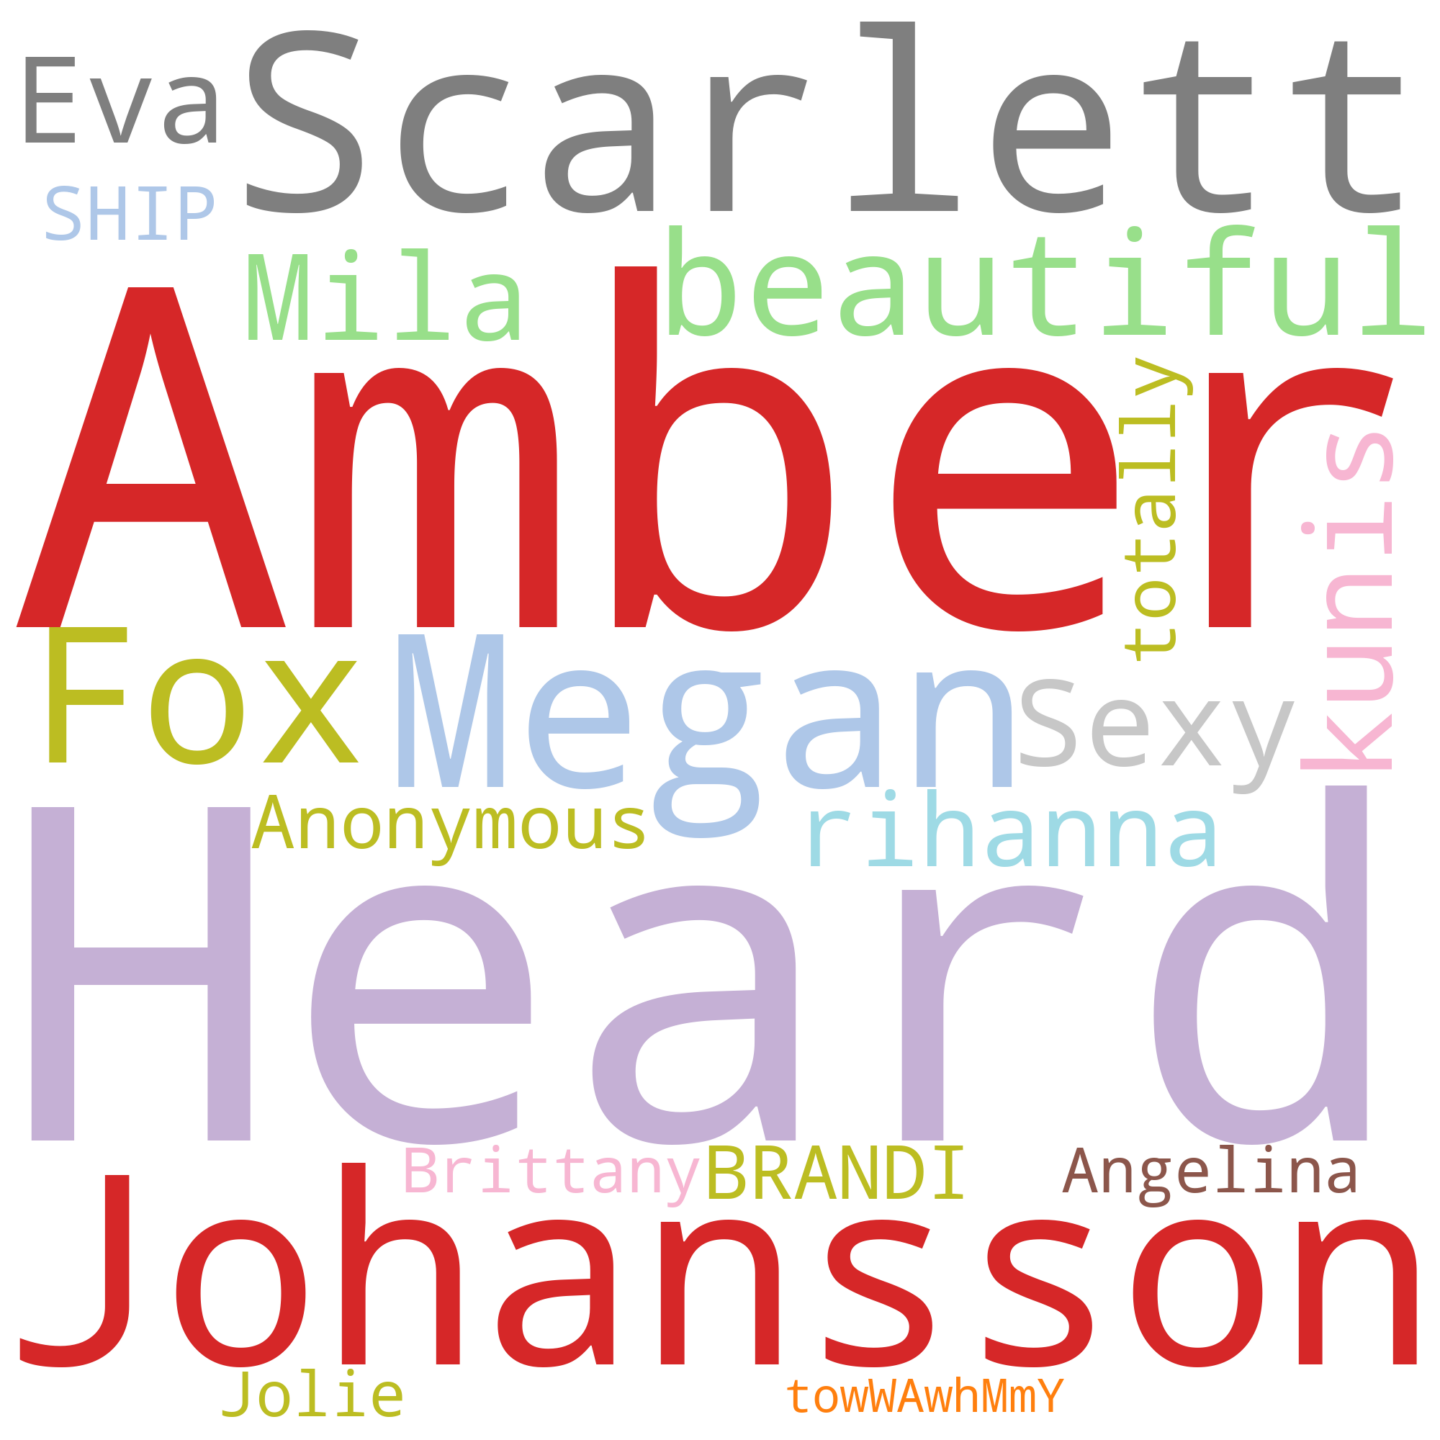 Eva Scarlett
SHIP
Mila beautiful
Amber
totally
kunis
Fox Megan Sexy
Anonymous rihanna
Heard
Brittany BRANDI Angelina
Johansson
Jolie towWAwhMmY